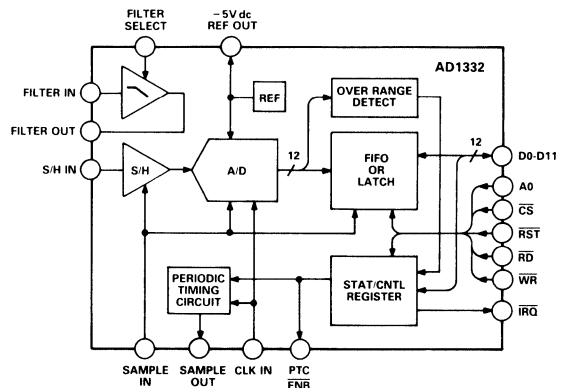 FILTER
SELECT
–5V dc
REF OUT
AD1332
FILTER IN
REF
OVER RANGE
DETECT
FILTER OUT
12
12
S/H IN
S/H
A/D
FIFO
OR
LATCH
D0-D11
A0
CS
RST
RD
WR
IRQ
PERIODIC
TIMING
CIRCUIT
STAT/CNTL
REGISTER
SAMPLE
IN
SAMPLE
OUT
CLK IN
PTC
ENB